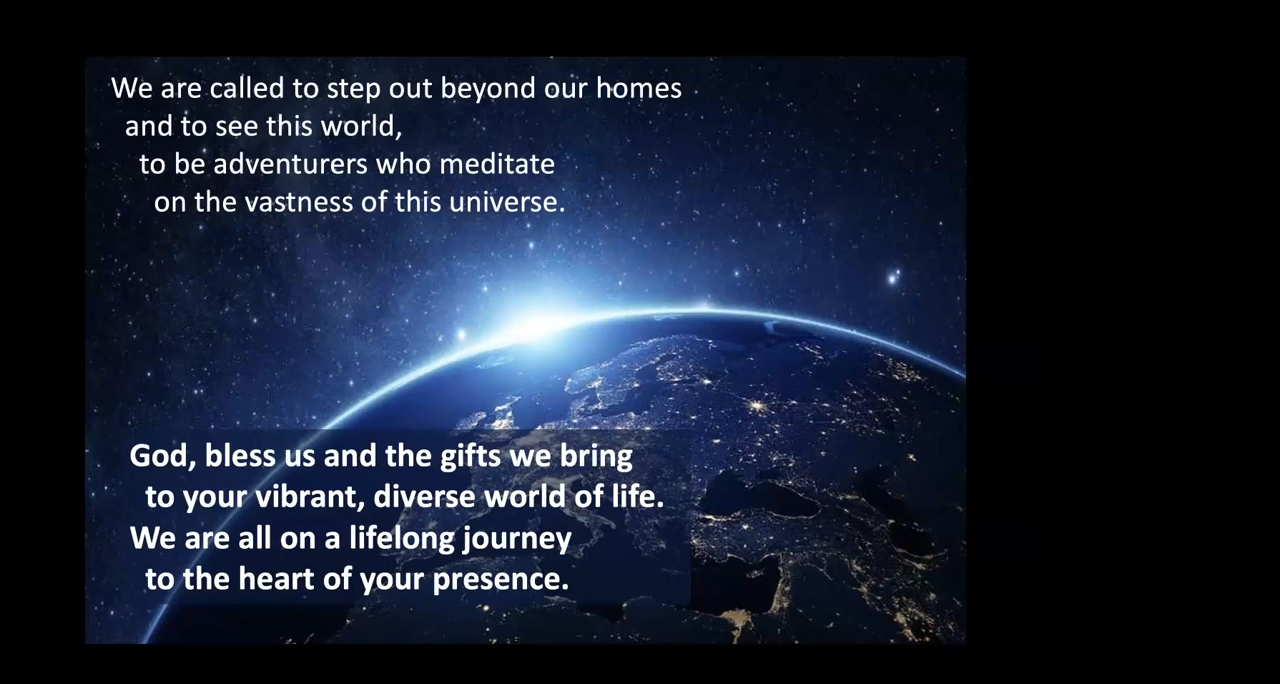 We are called to step out beyond our homes
and to see this world,
to be adventurers who meditate
on the vastness of this universe.
God, bless us and the gifts we bring
to your vibrant, diverse world of life.
We are all on a lifelong journey
to the heart of your presence.